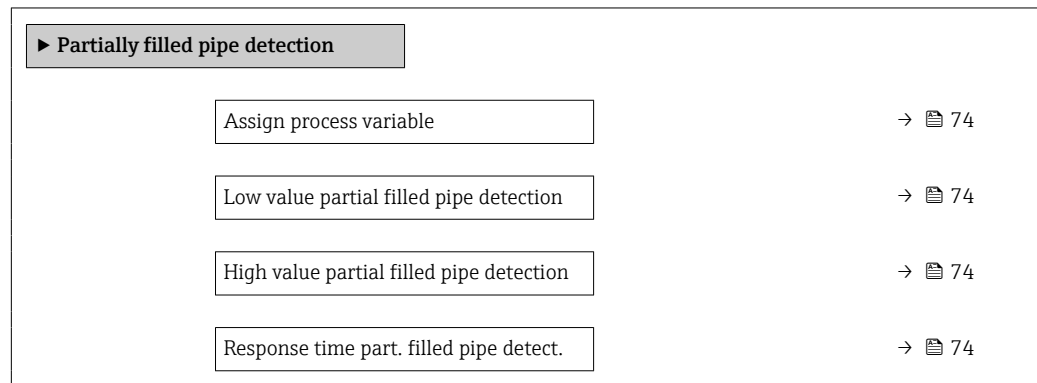 ▶ Partially filled pipe detection
Assign process variable → 74
Low value partial filled pipe detection → 74
High value partial filled pipe detection → 74
Response time part. filled pipe detect. → 74